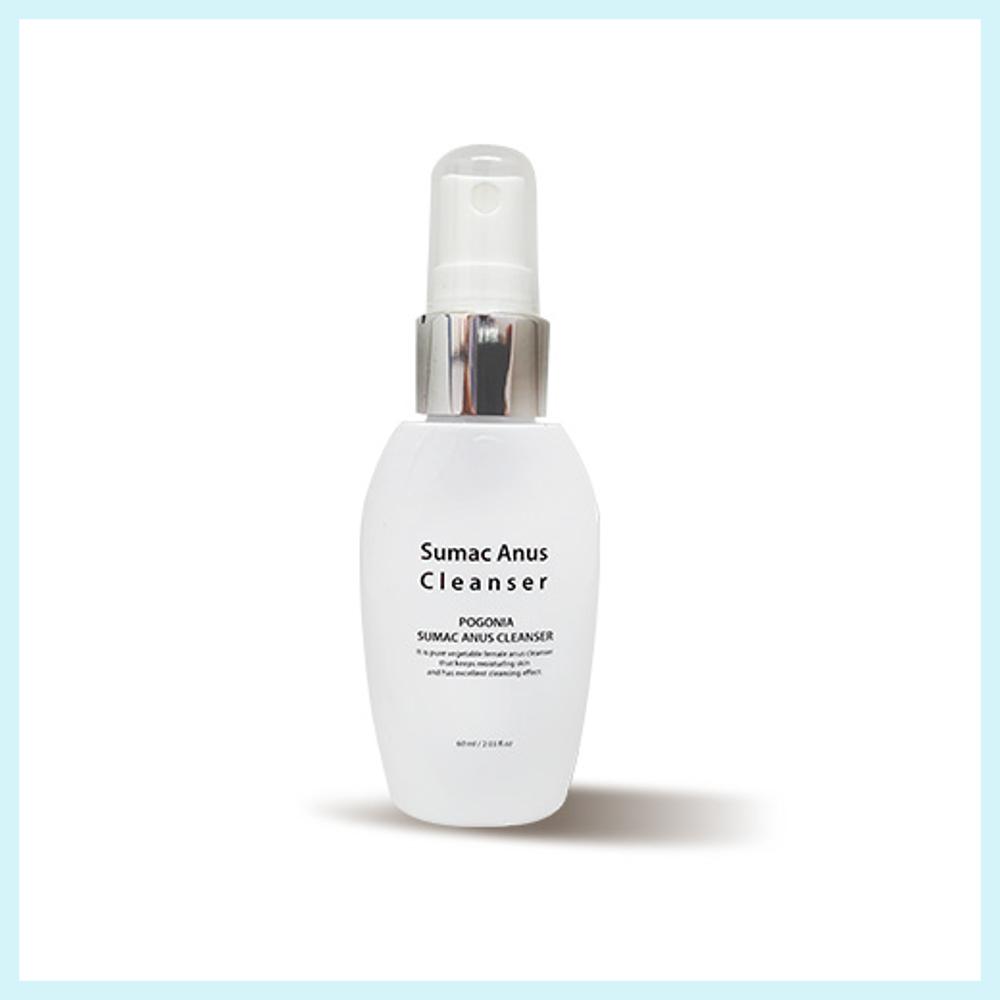 Sumac Anus
Cleanser
POGONIA
SUMAC ANUS CLEANSER
It is pure vegetable female anus cleanser
that keeps moisturing skin
and has excellent cleansing effect.
60 ml / 2.03 fl.oz